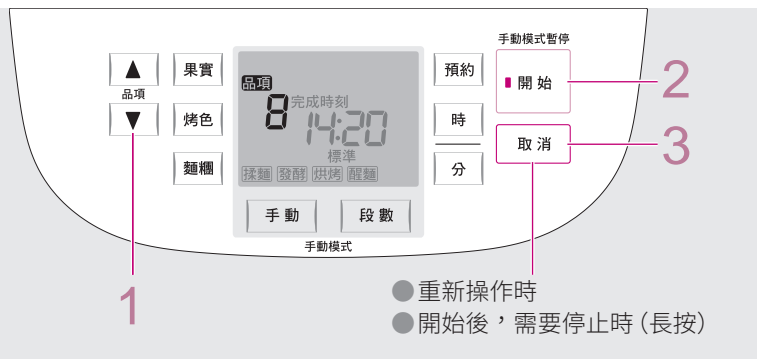 手動模式暫停
▲
品項
▼
果實
烤色
麵糰
品項
8
完成時刻
14:20
標準
揉麵 發酵 烘烤 醒麵
手動
段數
手動模式
預約
時
分
開始
取消
1
2
3
●重新操作時
●開始後，需要停止時（長按）